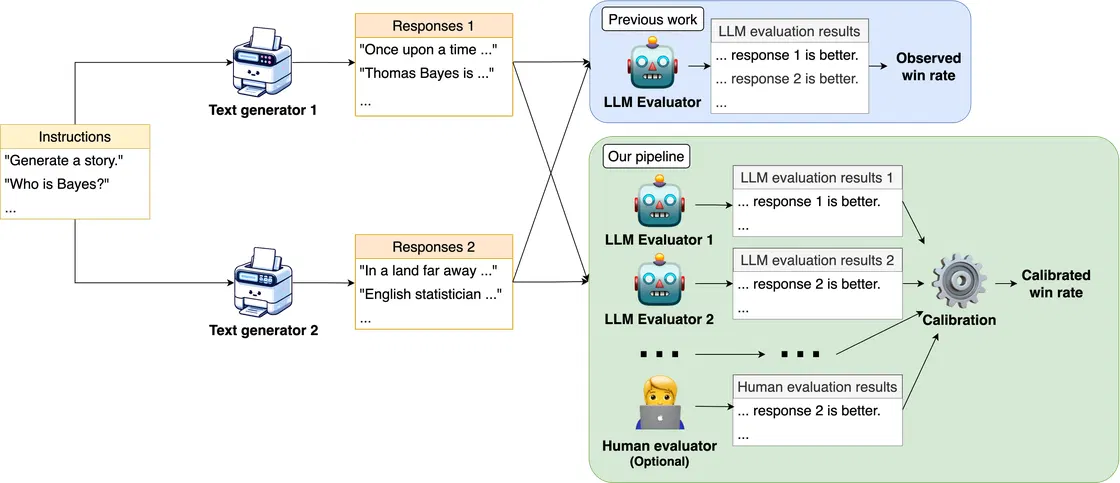 Instructions
"Generate a story."
"Who is Bayes?"
...
Text generator 1
Text generator 2
Responses 1
"Once upon a time ..."
"Thomas Bayes is ..."
...
Responses 2
"In a land far away ..."
"English statistician ..."
...
Previous work
LLM Evaluator
LLM evaluation results
... response 1 is better.
... response 2 is better.
...
Observed
win rate
Our pipeline
LLM Evaluator 1
LLM evaluation results 1
... response 1 is better.
...
LLM Evaluator 2
LLM evaluation results 2
... response 2 is better.
...
Human evaluator
(Optional)
Human evaluation results
... response 2 is better.
...
Calibration
Calibrated
win rate